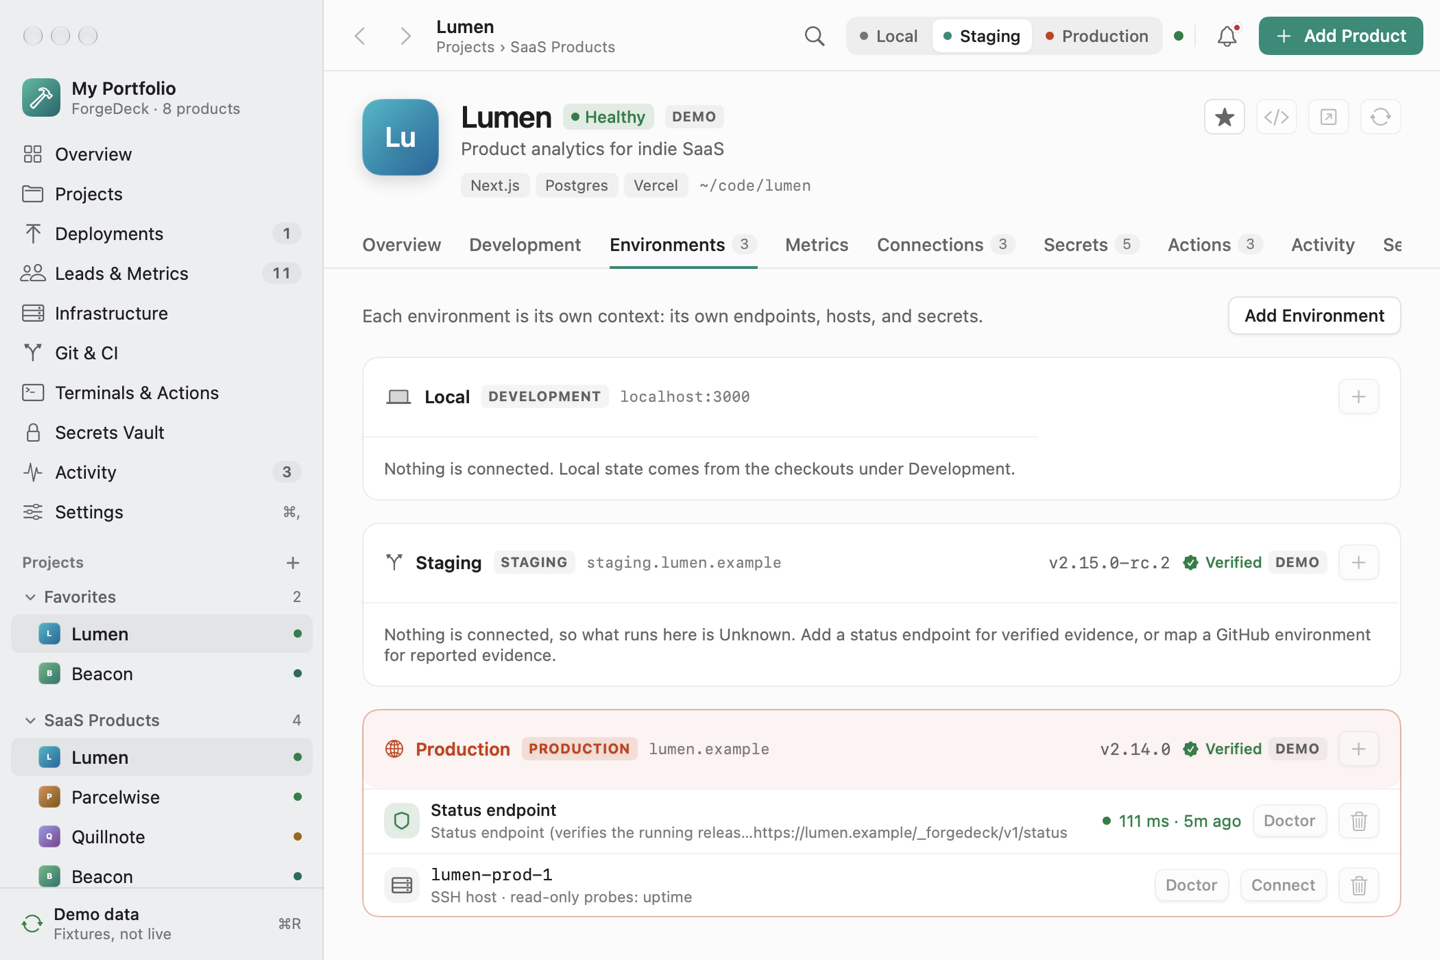 My Portfolio
ForgeDeck · 8 products
Overview
Projects
Deployments 1
Leads & Metrics 11
Infrastructure
Git & CI
Terminals & Actions
Secrets Vault
Activity 3
Settings ⌘,
Projects
Favorites 2
L Lumen
B Beacon
SaaS Products 4
L Lumen
P Parcelwise
Q Quillnote
B Beacon
Demo data
Fixtures, not live ⌘R
Lumen
Projects › SaaS Products
Local Staging Production
Add Product
Lu
Lumen Healthy DEMO
Product analytics for indie SaaS
Next.js Postgres Vercel ~/code/lumen
Overview Development Environments 3 Metrics Connections 3 Secrets 5 Actions 3 Activity Se
Each environment is its own context: its own endpoints, hosts, and secrets.
Add Environment
Local DEVELOPMENT localhost:3000
Nothing is connected. Local state comes from the checkouts under Development.
Staging STAGING staging.lumen.example v2.15.0-rc.2 Verified DEMO
Nothing is connected, so what runs here is Unknown. Add a status endpoint for verified evidence, or map a GitHub environment
for reported evidence.
Production PRODUCTION lumen.example v2.14.0 Verified DEMO
Status endpoint
Status endpoint (verifies the running releas...https://lumen.example/_forgedeck/v1/status
111 ms · 5m ago Doctor
lumen-prod-1
SSH host · read-only probes: uptime
Doctor Connect